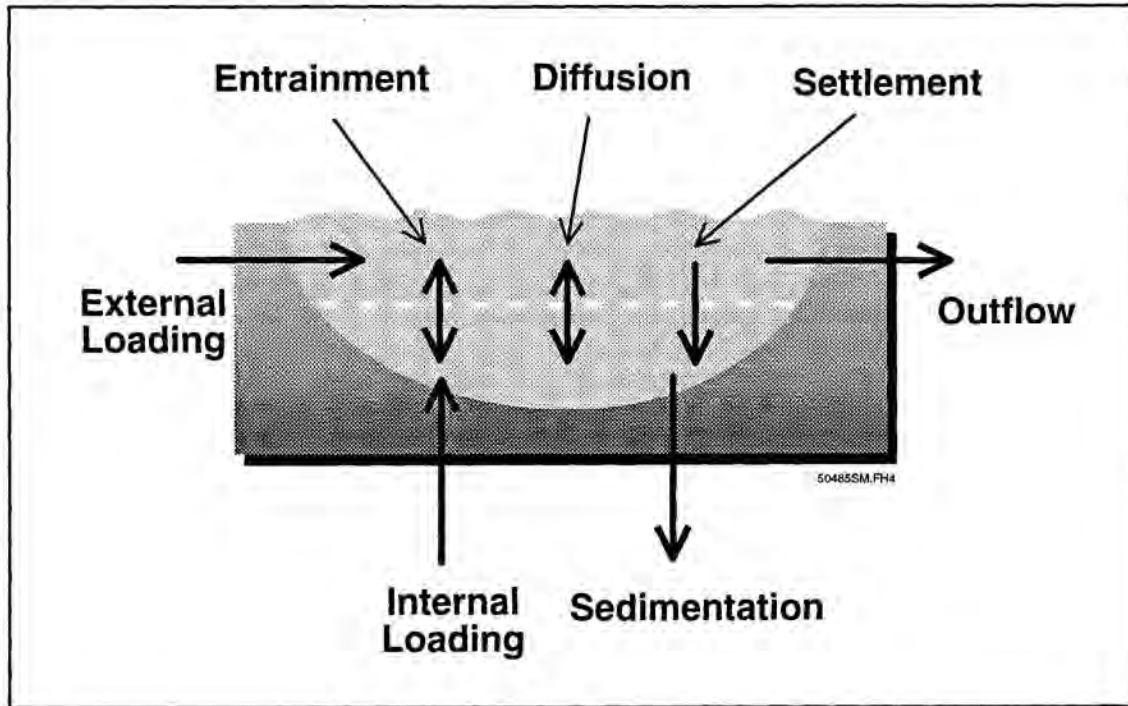 Entrainment
Diffusion
Settlement
External
Loading
Outflow
50485SM.FH4
Internal
Loading
Sedimentation